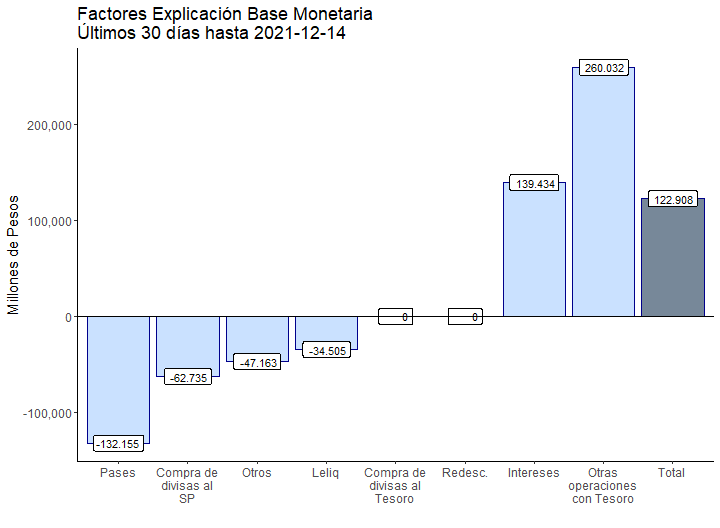 Factores Explicación Base Monetaria
Últimos 30 días hasta 2021-12-14
Millones de Pesos
200,000
100,000
0
-100,000
-132.155
-62.735
-47.163
-34.505
0
0
139.434
260.032
122.908
Pases
Compra de
divisas al
SP
Otros
Leliq
Compra de
divisas al
Tesoro
Redesc.
Intereses
Otras
operaciones
con Tesoro
Total